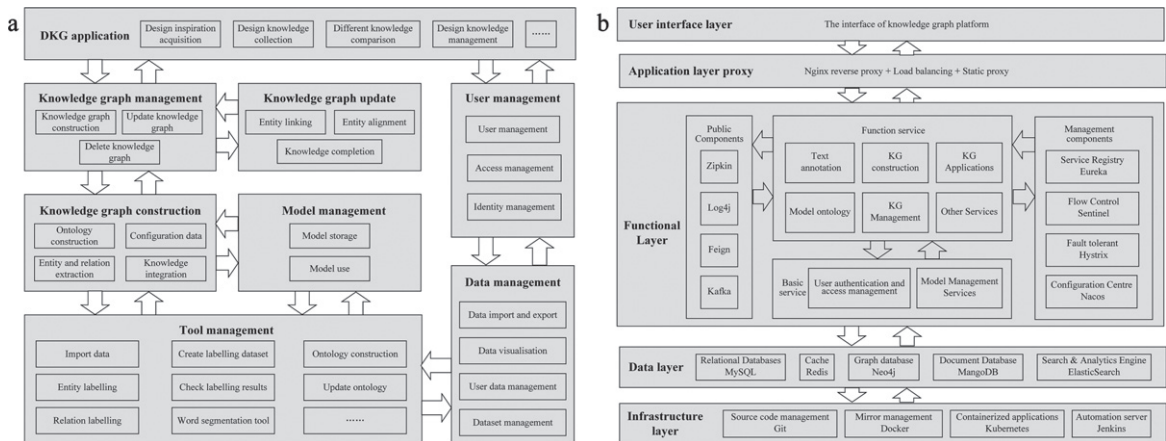 a
DKG application
Design inspiration
acquisition
Design knowledge
collection
Different knowledge
comparison
Design knowledge
management
……
Knowledge graph management
Knowledge graph
construction
Update knowledge
graph
Delete knowledge
graph
Knowledge graph update
Entity linking
Entity alignment
Knowledge completion
User management
User management
Access management
Identity management
Knowledge graph construction
Ontology
construction
Configuration data
Entity and relation
extraction
Knowledge
integration
Model management
Model storage
Model use
Data management
Data import and export
Data visualisation
User data management
Dataset management
Tool management
Import data
Create labelling dataset
Ontology construction
Entity labelling
Check labelling results
Update ontology
Relation labelling
Word segmentation tool
……
b
User interface layer
The interface of knowledge graph platform
Application layer proxy
Nginx reverse proxy + Load balancing + Static proxy
Functional
Layer
Public
Components
Zipkin
Log4j
Feign
Kafka
Function service
Text
annotation
KG
construction
KG
Applications
Model ontology
KG
Management
Other Services
Basic
service
User authentication and
access management
Model Management
Services
Management
components
Service Registry
Eureka
Flow Control
Sentinel
Fault tolerant
Hystrix
Configuration Centre
Nacos
Data layer
Relational Databases
MySQL
Cache
Redis
Graph database
Neo4j
Document Database
MangoDB
Search & Analytics Engine
ElasticSearch
Infrastructure
layer
Source code management
Git
Mirror management
Docker
Containerized applications
Kubernetes
Automation server
Jenkins